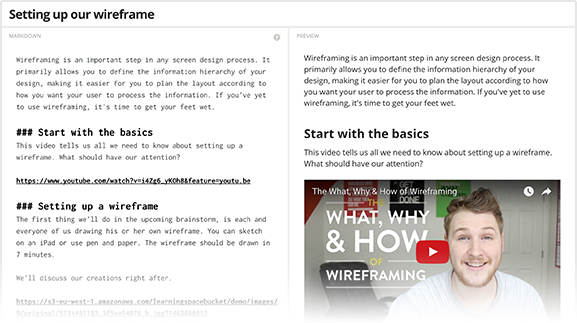 Setting up our wireframe
MARKDOWN
?
PREVIEW
Wireframing is an important step in any screen design process. It
primarily allows you to define the information hierarchy of your
design, making it easier for you to plan the layout according to
how you want your user to process the information. If you've yet
to use wireframing, it's time to get your feet wet.
### Start with the basics
This video tells us all we need to know about setting up a
wireframe. What should have our attention?
https://www.youtube.com/watch?v=i4Zg6_yKOh8&feature=youtu.be
### Setting up a wireframe
The first thing we'll do in the upcoming brainstorm, is each and
everyone of us drawing his or her own wireframe. You can sketch
on an iPad or use pen and paper. The wireframe should be drawn in
7 minutes.
We'll discuss our creations right after.
https://s3-eu-west-1.amazonaws.com/learningspacebucket/demo/images/
Wireframing is an important step in any screen design process. It
primarily allows you to define the information hierarchy of your
design, making it easier for you to plan the layout according to how
you want your user to process the information. If you've yet to use
wireframing, it's time to get your feet wet.
Start with the basics
This video tells us all we need to know about setting up a wireframe.
What should have our attention?
The What, Why & How of Wireframing
THE
WHAT, WHY
& HOW
OF
WIREFRAMING
GET
DONE